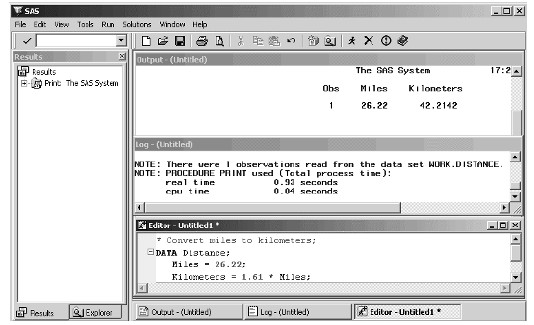 SAS
File Edit View Tools Run Solutions Window Help
Results
Results
Print: The SAS System
Output - (Untitled)
The SAS System 17:2
Obs Miles Kilometers
1 26.22 42.2142
Log - (Untitled)
NOTE: There were 1 observations read from the data set WORK.DISTANCE.
NOTE: PROCEDURE PRINT used (Total process time):
real time 0.93 seconds
cpu time 0.04 seconds
Editor - Untitled1 *
* Convert miles to kilometers;
DATA Distance;
Miles = 26.22;
Kilometers = 1.61 * Miles;
Results Explorer Output - (Untitled) Log - (Untitled) Editor - Untitled1 *